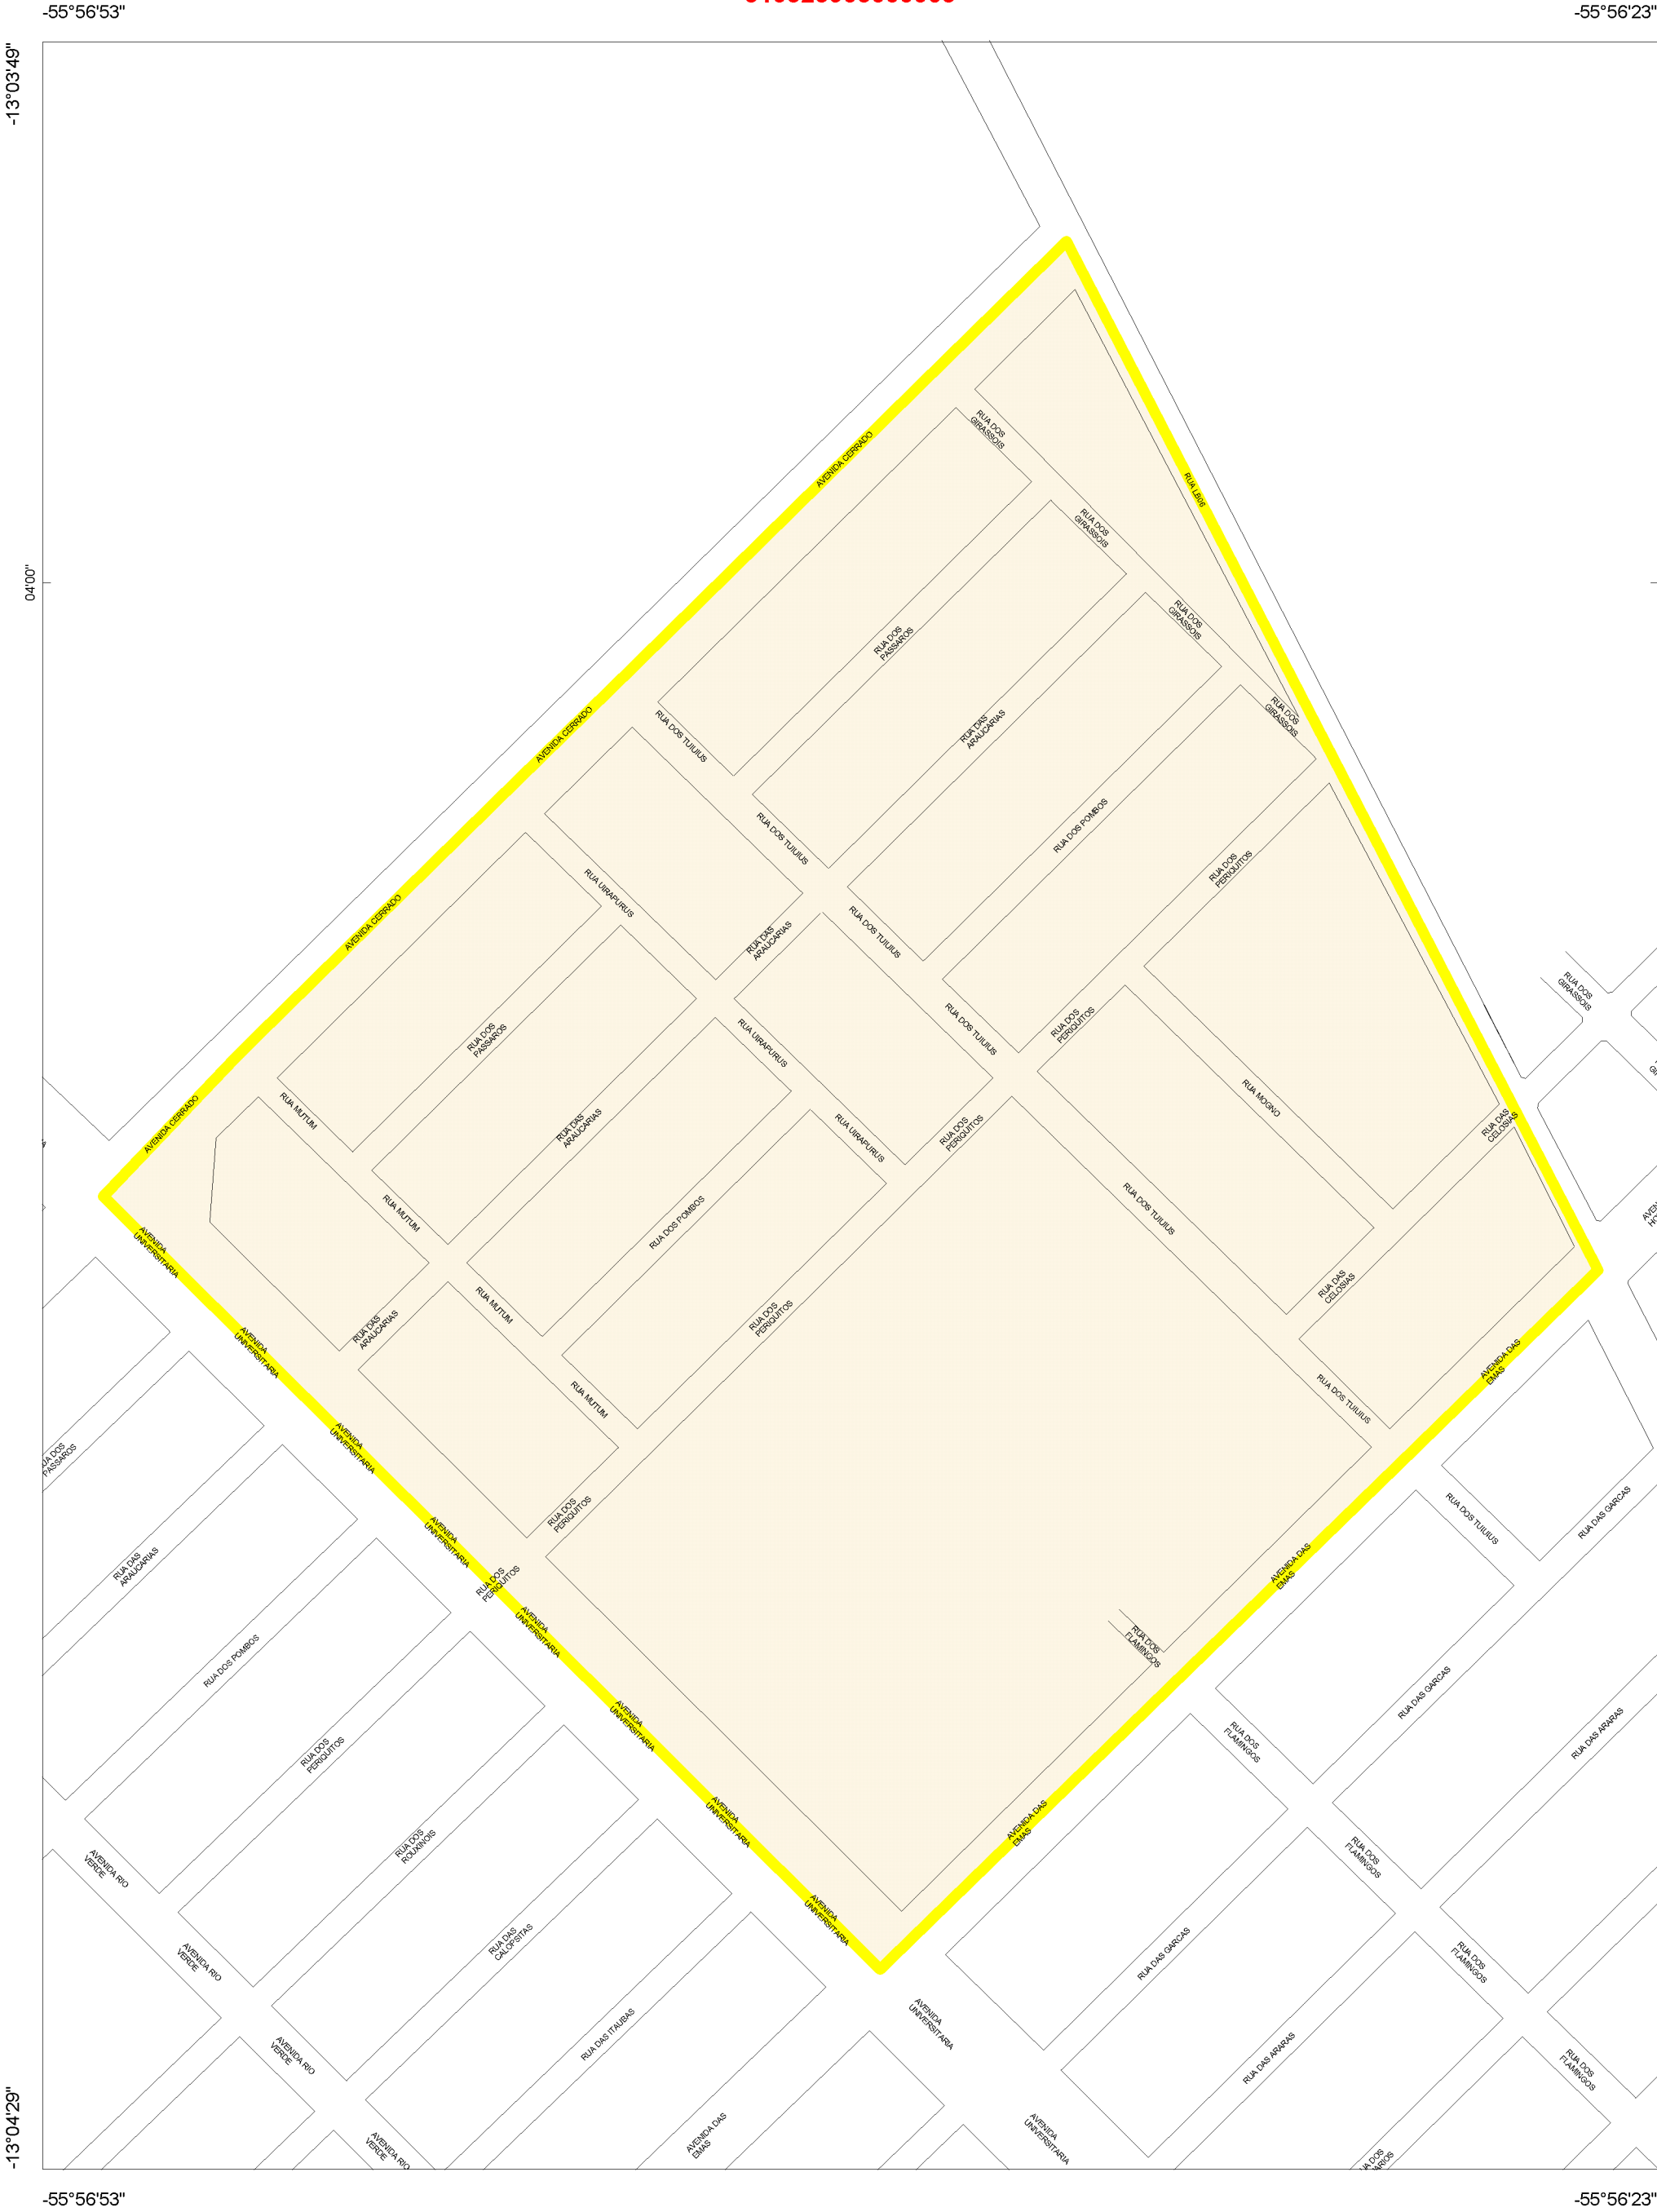 -55°56'53"
-55°56'23"
-13°03'49"
RUA DOS
GIRASSOIS
AVENIDA CERRADO
RUA LBI06
RUA DOS
GIRASSOIS
04'00"
RUA DOS
GIRASSOIS
RUA DOS
PASSAROS
RUA DOS
GIRASSOIS
RUA DAS
ARAUCARIAS
RUA DOS TUIUIUS
AVENIDA CERRADO
RUA DOS POMBOS
RUA DOS TUIUIUS
RUA DOS
PERIQUITOS
RUA UIRAPURUS
AVENIDA CERRADO
RUA DAS
ARAUCARIAS
RUA DOS TUIUIUS
RUA DOS
GIRASSOIS
RUA DOS
PASSAROS
RUA UIRAPURUS
RUA DOS TUIUIUS
RUA DOS
PERIQUITOS
RUA MUTUM
RUA MOGNO
AVENIDA CERRADO
RUA DAS
ARAUCARIAS
RUA UIRAPURUS
RUA DOS
PERIQUITOS
RUA DAS
CELOSIAS
RUA MUTUM
RUA DOS POMBOS
RUA DOS TUIUIUS
AVENIDA
UNIVERSITARIA
RUA MUTUM
RUA DOS
PERIQUITOS
RUA DAS
CELOSIAS
AVENIDA
UNIVERSITARIA
RUA DAS
ARAUCARIAS
RUA MUTUM
RUA DOS TUIUIUS
AVENIDA DAS
EMAS
AVENIDA
UNIVERSITARIA
UA DOS
PASSAROS
RUA DOS
PERIQUITOS
RUA DOS TUIUIUS
RUA DAS GARCAS
AVENIDA
UNIVERSITARIA
RUA DAS
ARAUCARIAS
RUA DOS
PERIQUITOS
AVENIDA DAS
EMAS
AVENIDA
UNIVERSITARIA
RUA DOS
FLAMINGOS
RUA DOS POMBOS
AVENIDA
UNIVERSITARIA
RUA DAS GARCAS
RUA DOS
PERIQUITOS
RUA DOS
FLAMINGOS
RUA DAS ARARAS
AVENIDA
UNIVERSITARIA
AVENIDA DAS
EMAS
RUA DOS
ROUXINOIS
RUA DOS
FLAMINGOS
AVENIDA RIO
VERDE
AVENIDA
UNIVERSITARIA
RUA DAS
CALOPSITAS
RUA DAS GARCAS
RUA DOS
FLAMINGOS
AVENIDA RIO
VERDE
AVENIDA
UNIVERSITARIA
RUA DAS ITAUBAS
RUA DAS ARARAS
AVENIDA RIO
VERDE
RUA DOS
FLAMINGOS
AVENIDA DAS
EMAS
AVENIDA
UNIVERSITARIA
AVENIDA RIO
VERDE
-13°04'29"
-55°56'53"
-55°56'23"